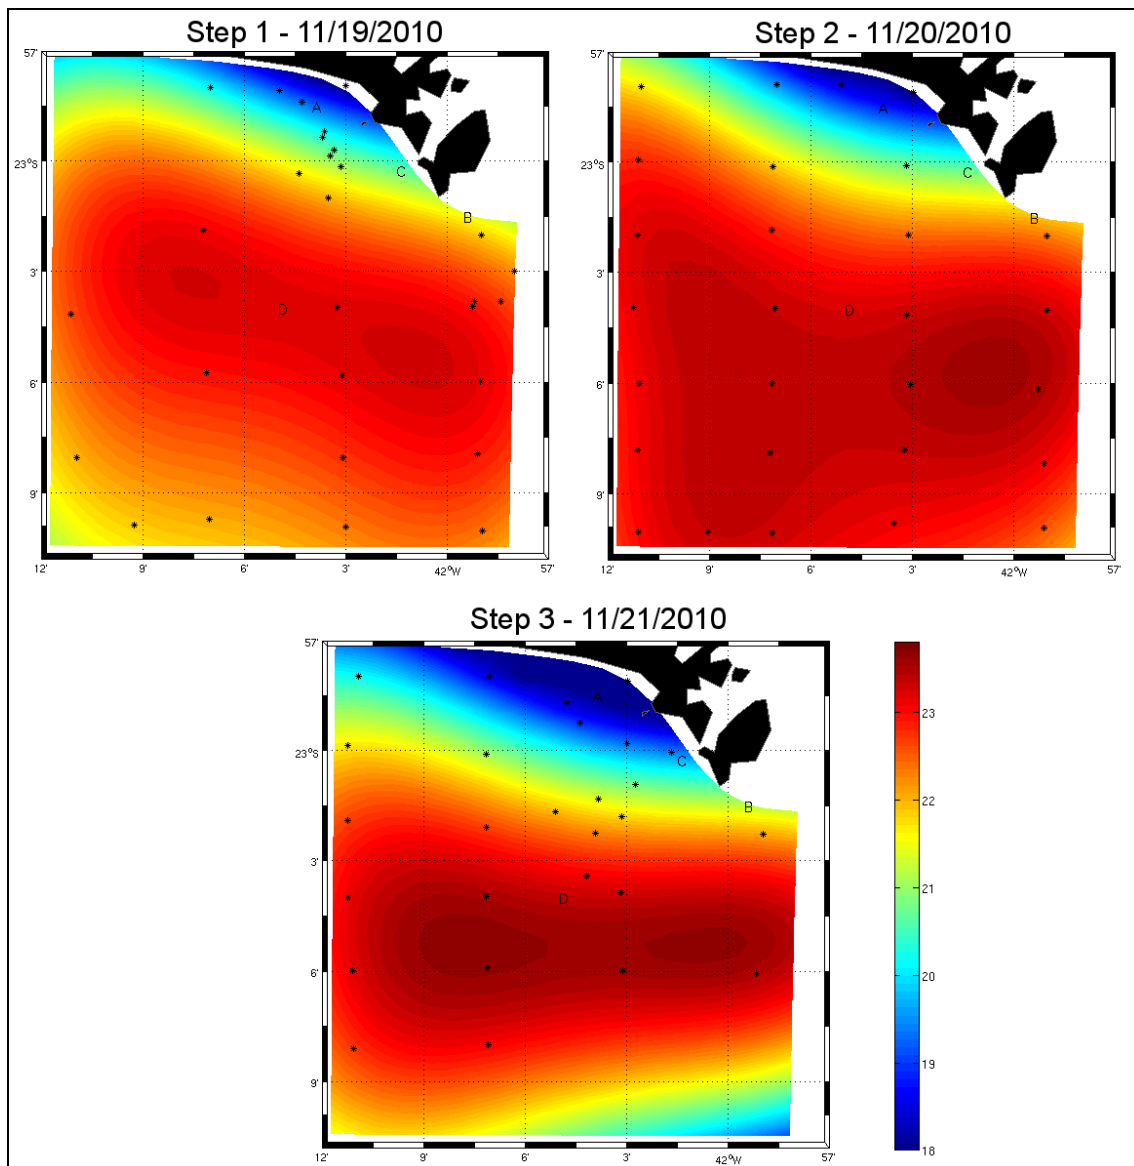 Step 1 - 11/19/2010
57'
23°S
3'
6'
9'
12' 9' 6' 3' 42°W 57'
A
C
B
D
Step 2 - 11/20/2010
57'
23°S
3'
6'
9'
12' 9' 6' 3' 42°W 57'
A
C
B
D
Step 3 - 11/21/2010
57'
23°S
3'
6'
9'
12' 9' 6' 3' 42°W 57'
A
C
B
D
23
22
21
20
19
18